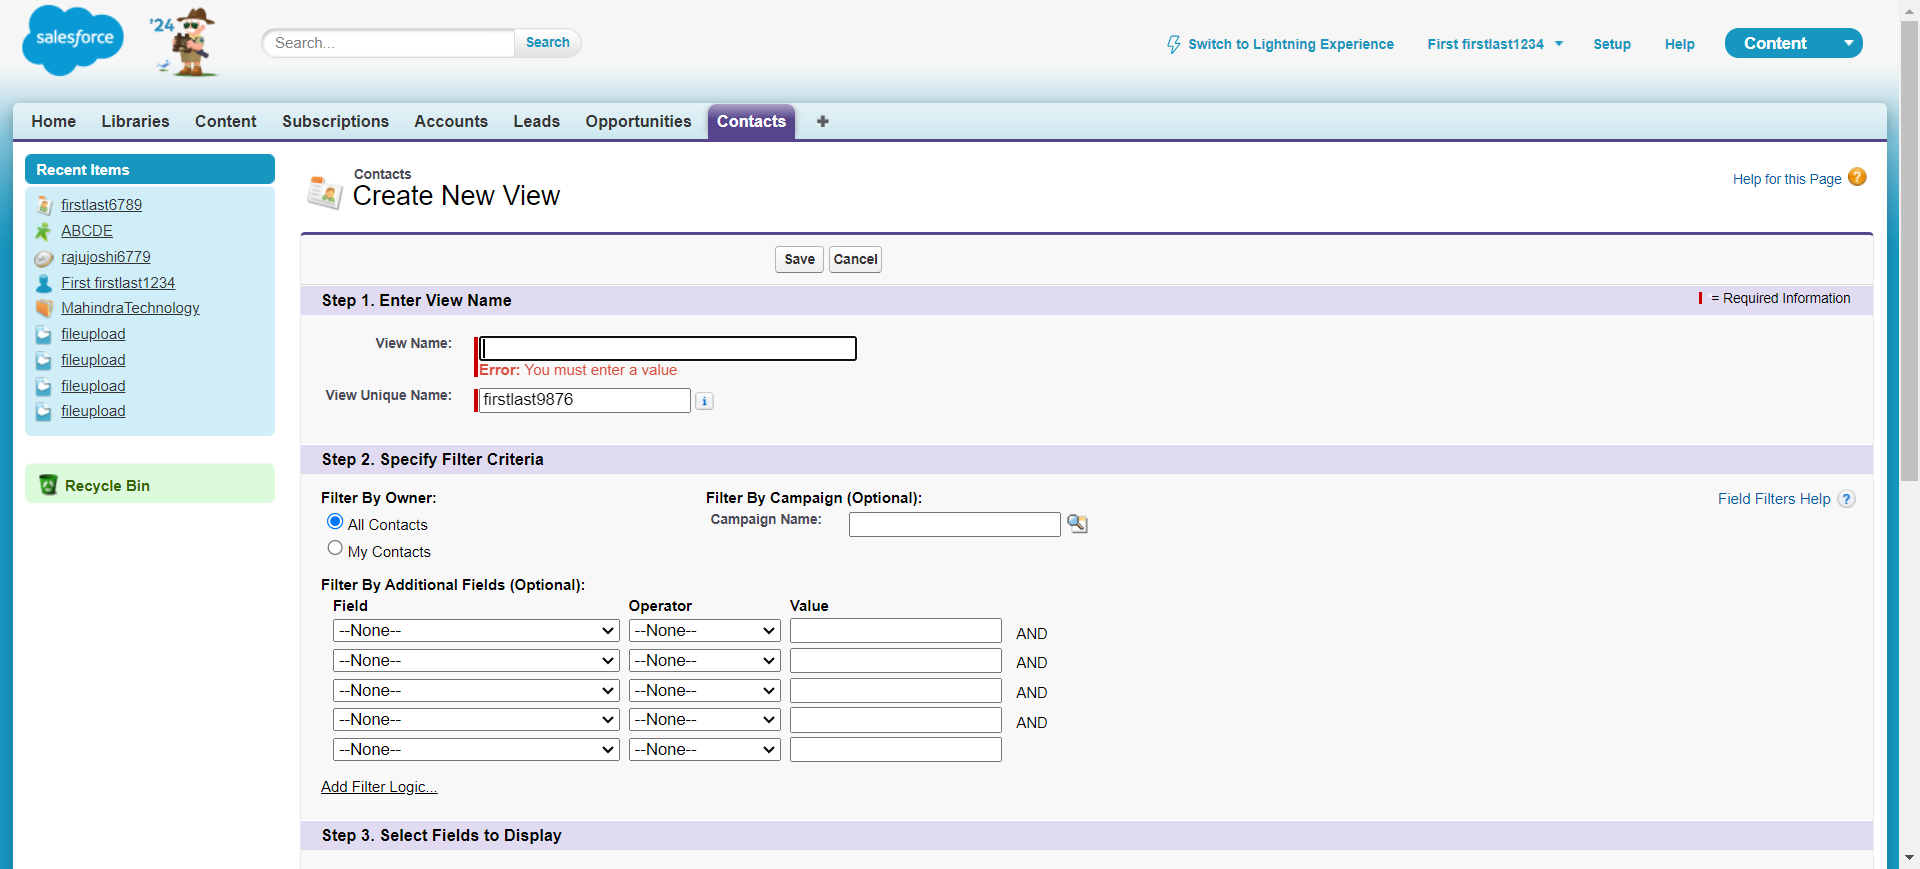 salesforce
'24
Search...
Search
Switch to Lightning Experience
First firstlast1234
Setup
Help
Content
Home
Libraries
Content
Subscriptions
Accounts
Leads
Opportunities
Contacts
Recent Items
firstlast6789
ABCDE
rajujoshi6779
First firstlast1234
MahindraTechnology
fileupload
fileupload
fileupload
fileupload
Recycle Bin
Contacts
Create New View
Help for this Page
Save
Cancel
Step 1. Enter View Name
= Required Information
View Name:
Error: You must enter a value
View Unique Name:
firstlast9876
Step 2. Specify Filter Criteria
Filter By Owner:
All Contacts
My Contacts
Filter By Campaign (Optional):
Campaign Name:
Field Filters Help
Filter By Additional Fields (Optional):
Field Operator Value
--None-- --None-- AND
--None-- --None-- AND
--None-- --None-- AND
--None-- --None-- AND
--None-- --None--
Add Filter Logic...
Step 3. Select Fields to Display